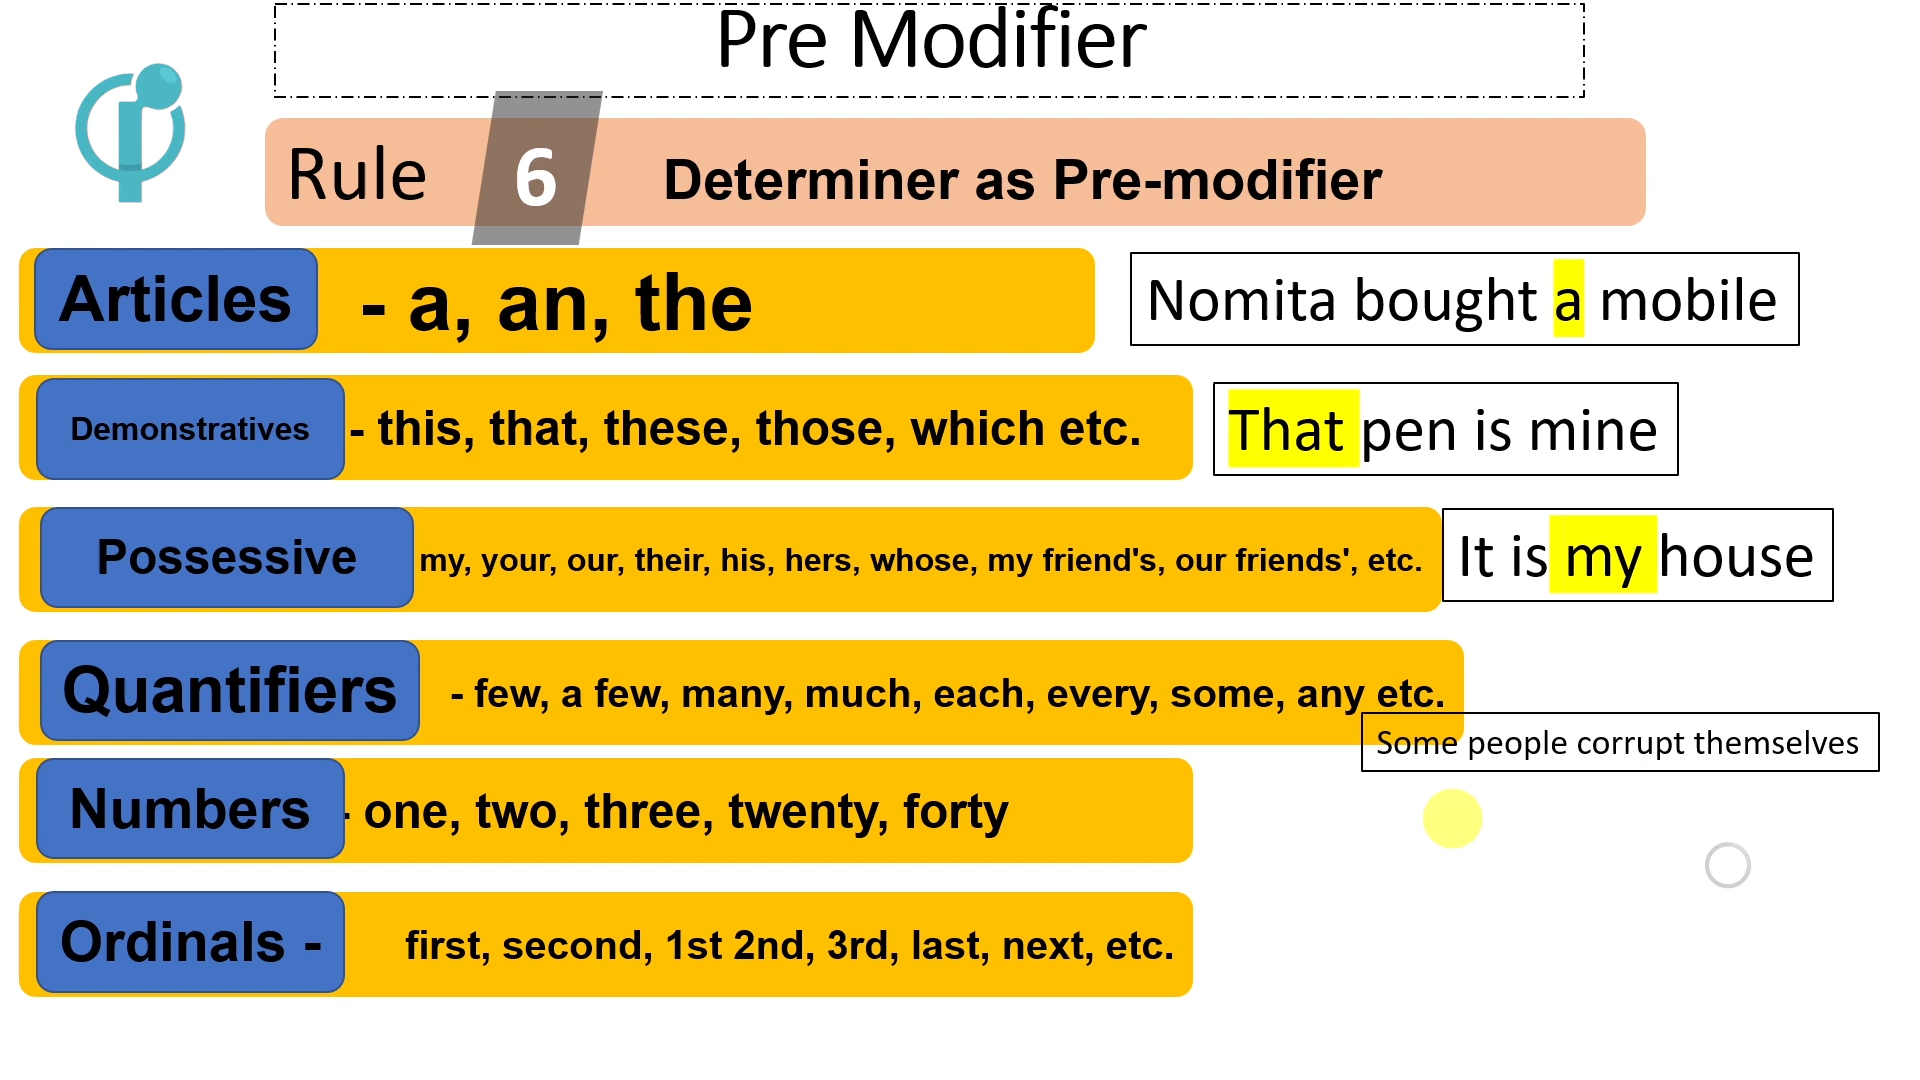 Pre Modifier
Rule 6 Determiner as Pre-modifier
Articles - a, an, the
Nomita bought a mobile
Demonstratives - this, that, these, those, which etc.
That pen is mine
Possessive my, your, our, their, his, hers, whose, my friend's, our friends', etc.
It is my house
Quantifiers - few, a few, many, much, each, every, some, any etc.
Some people corrupt themselves
Numbers - one, two, three, twenty, forty
Ordinals - first, second, 1st 2nd, 3rd, last, next, etc.